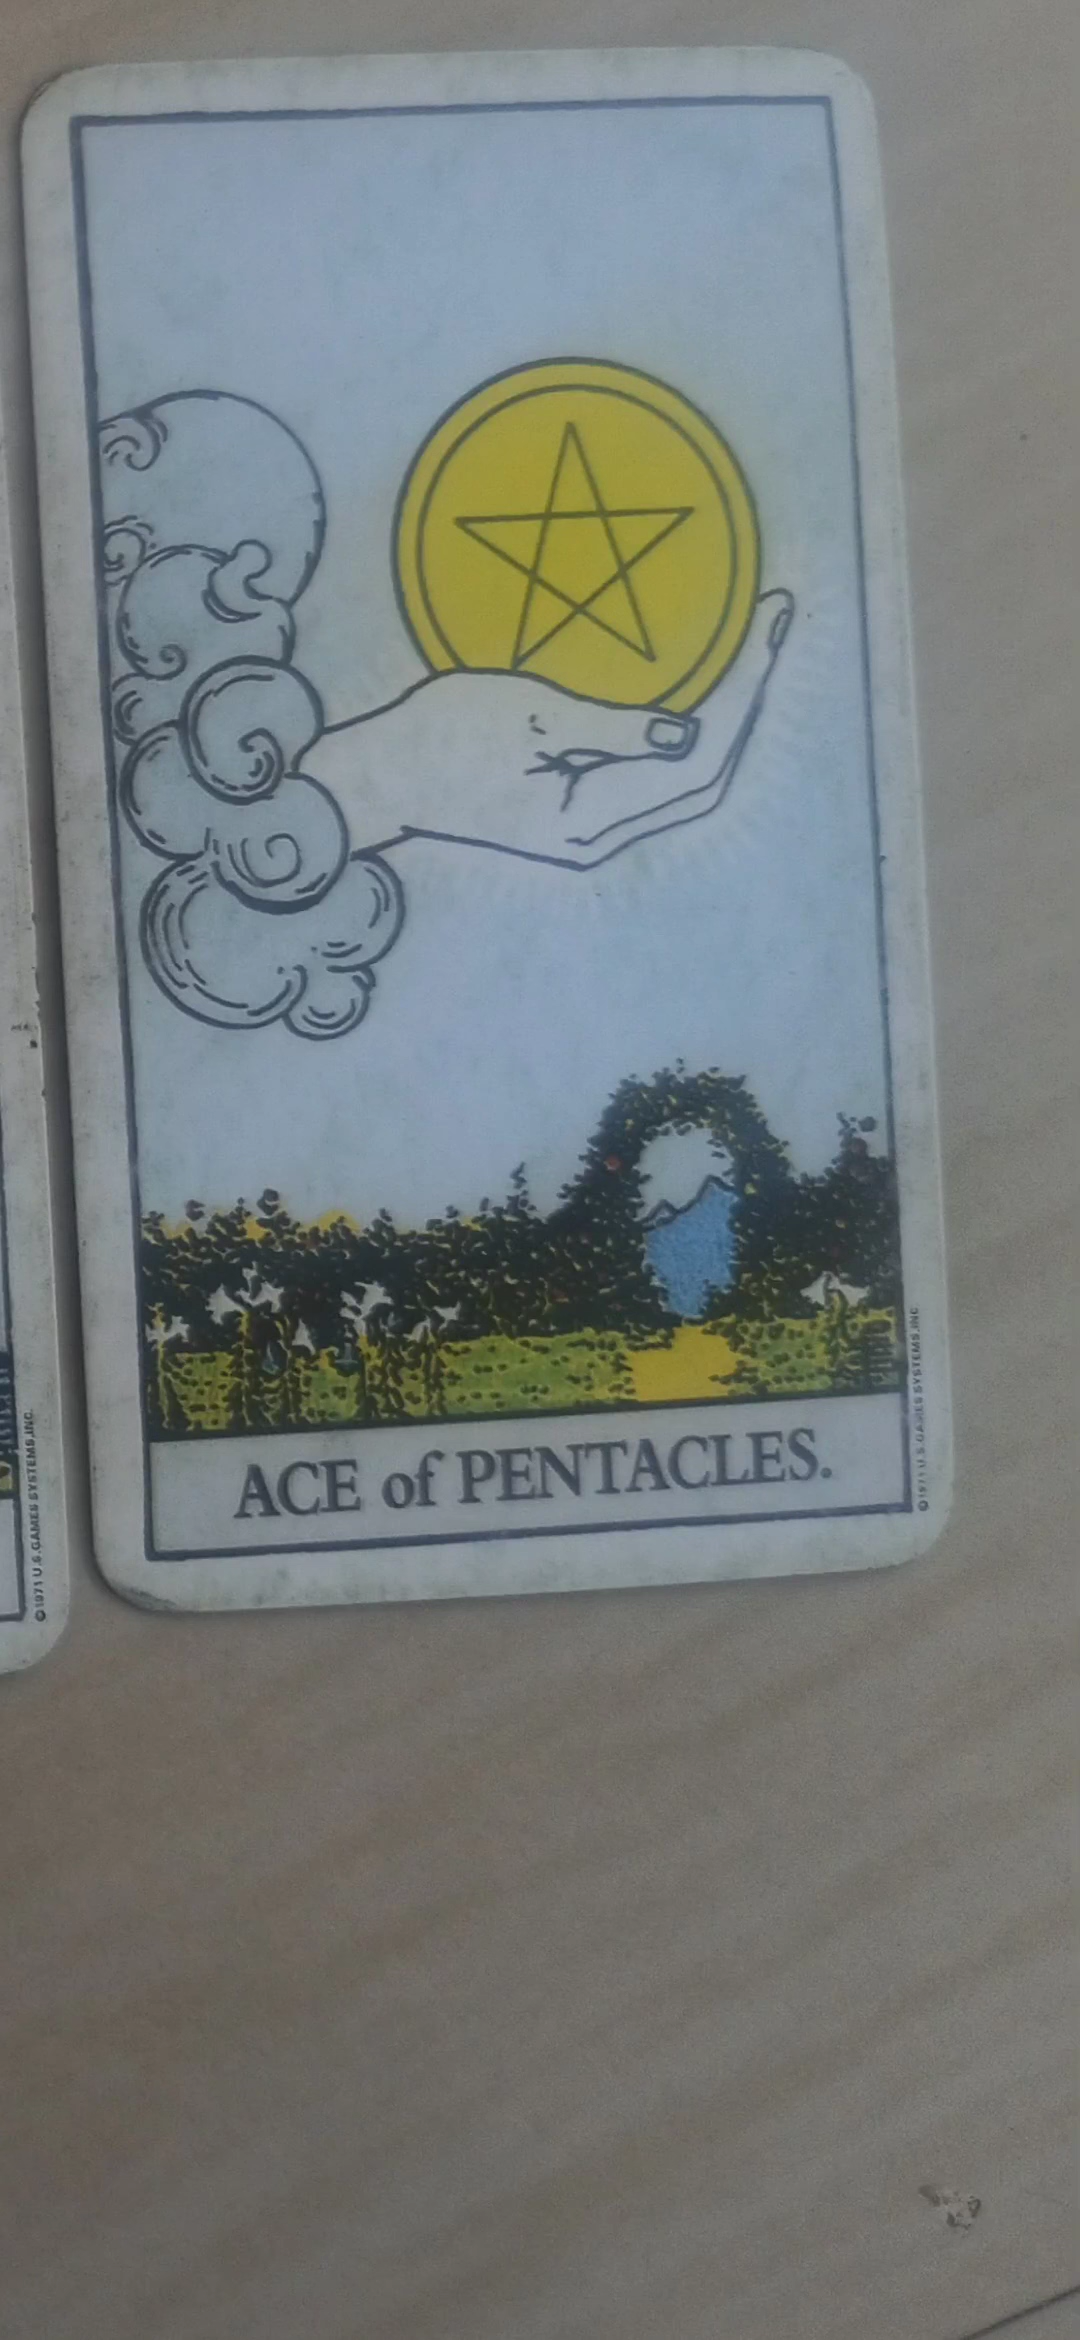 ACE of PENTACLES.
©1971 U.S. GAMES SYSTEMS, INC
©1971 U.S. GAMES SYSTEMS, INC.